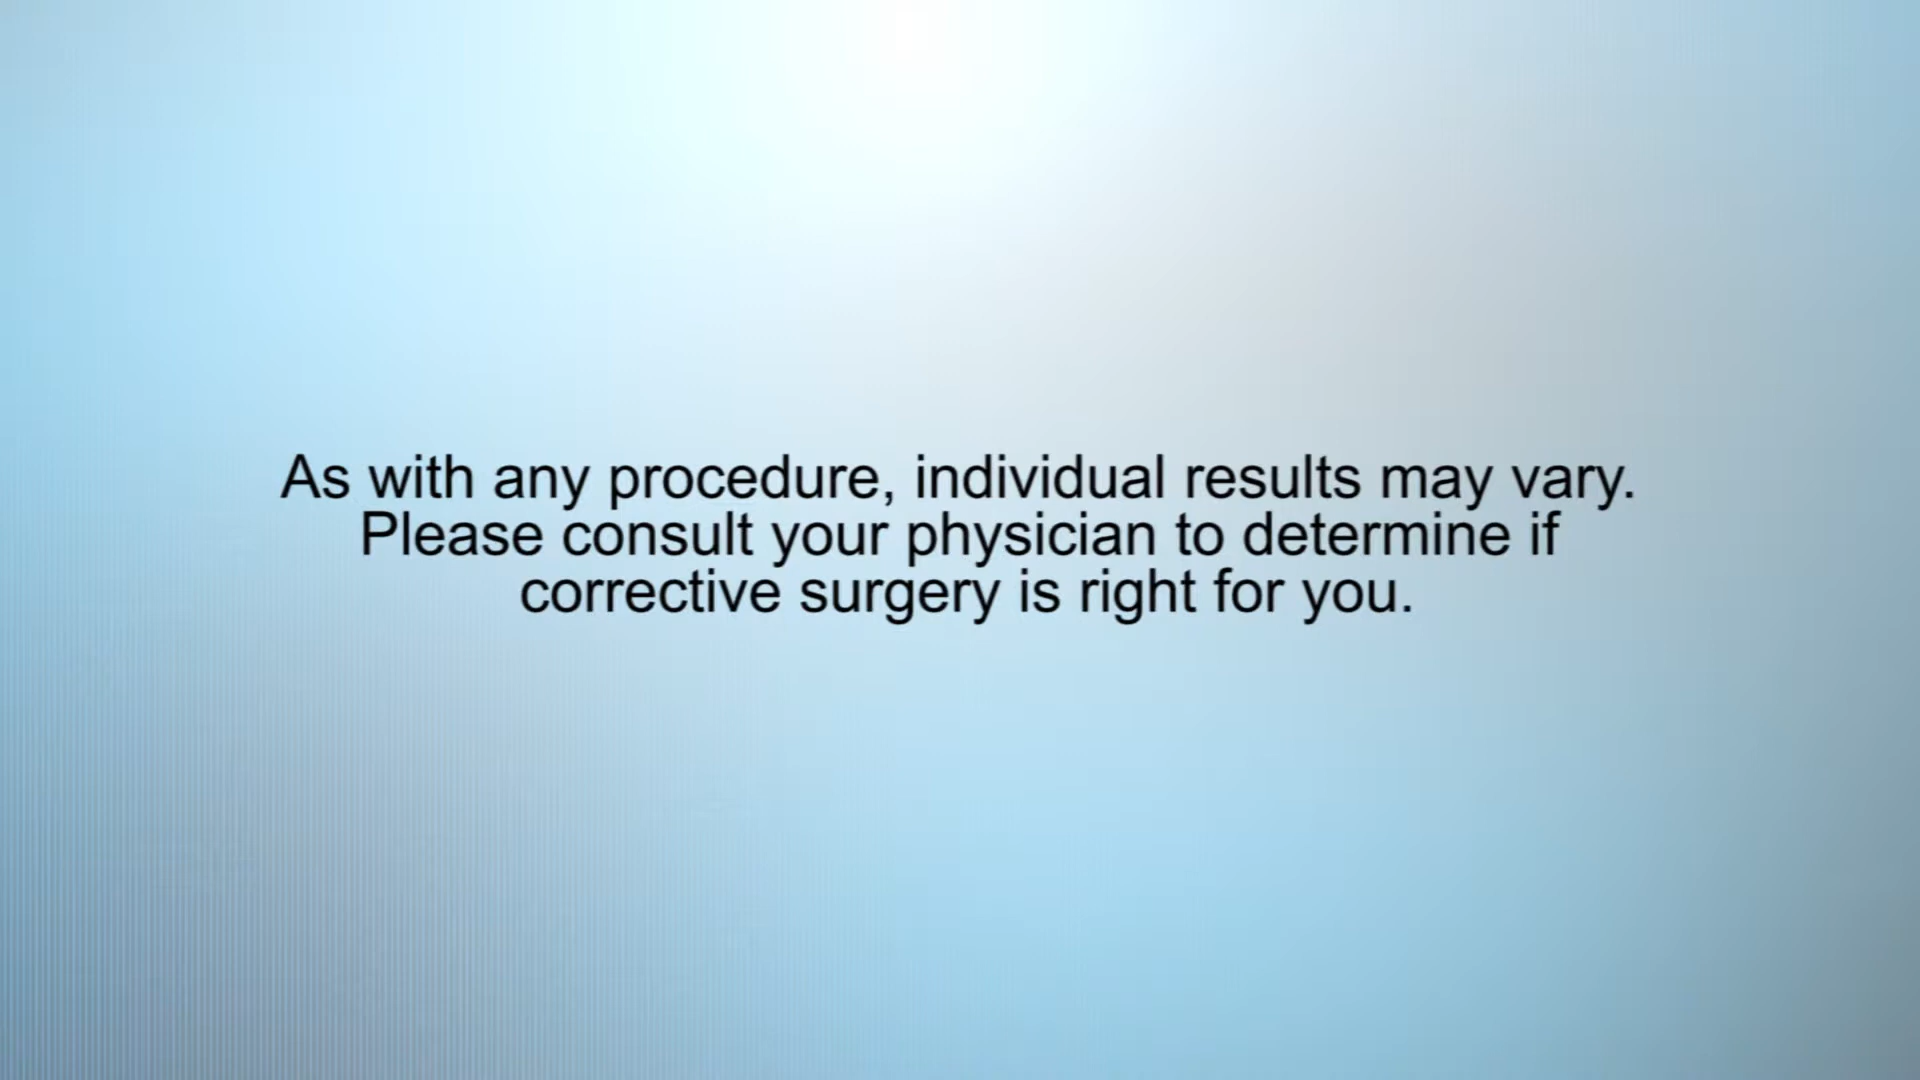 As with any procedure, individual results may vary.
Please consult your physician to determine if
corrective surgery is right for you.